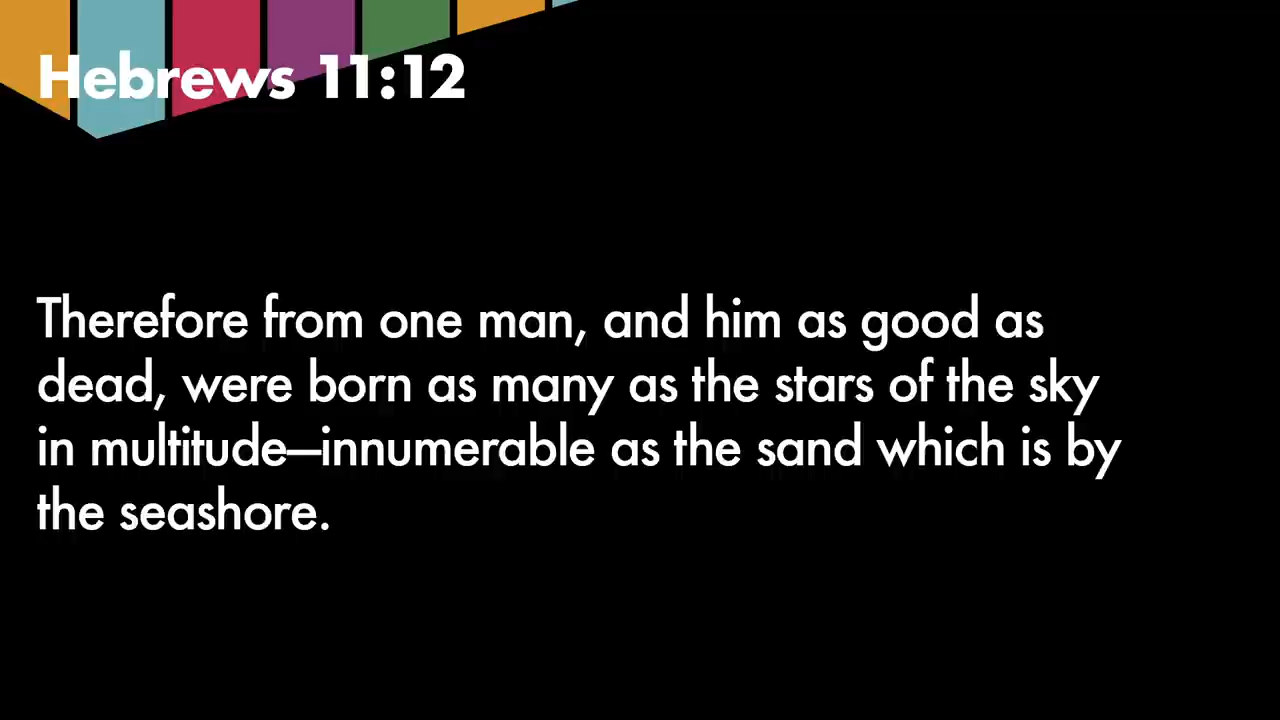 Hebrews 11:12
Therefore from one man, and him as good as
dead, were born as many as the stars of the sky
in multitude—innumerable as the sand which is by
the seashore.